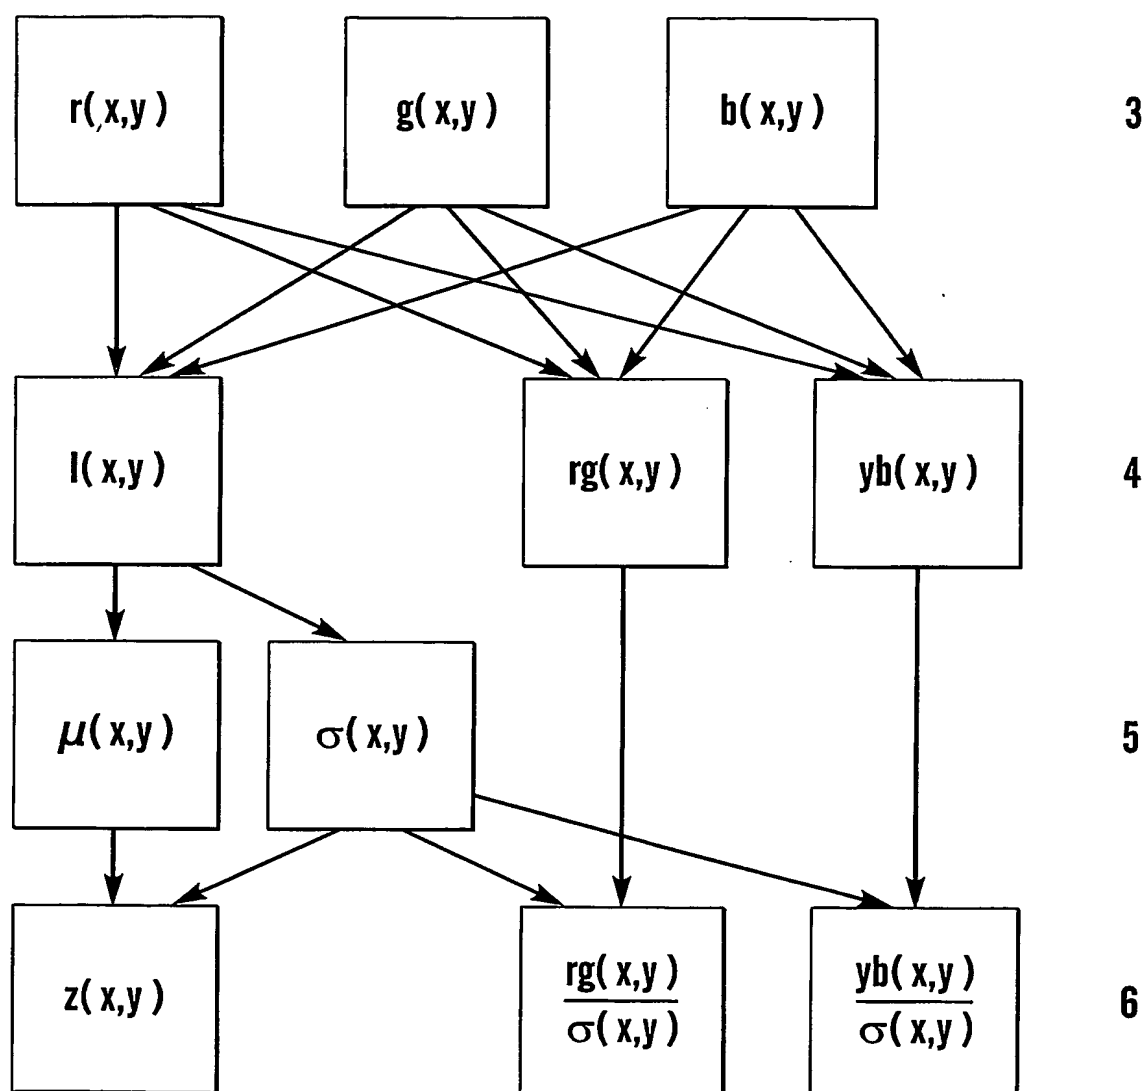 r(x,y)
g(x,y)
b(x,y)
3
l(x,y)
rg(x,y)
yb(x,y)
4
μ(x,y)
σ(x,y)
5
z(x,y)
rg(x,y)
σ(x,y)
yb(x,y)
σ(x,y)
6